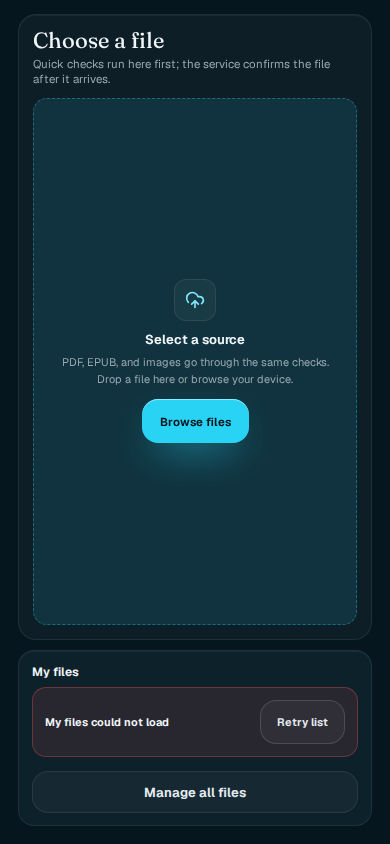 Choose a file
Quick checks run here first; the service confirms the file
after it arrives.
Select a source
PDF, EPUB, and images go through the same checks.
Drop a file here or browse your device.
Browse files
My files
My files could not load
Retry list
Manage all files